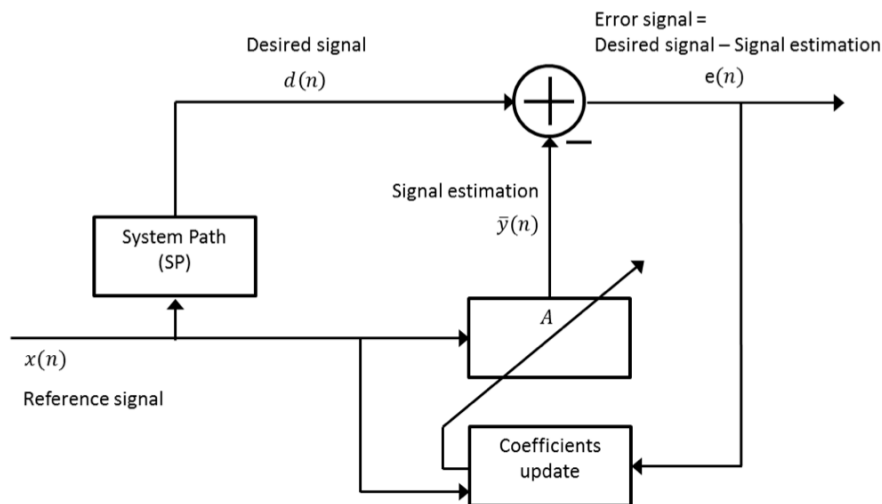 Error signal =
Desired signal – Signal estimation
e(n)
Desired signal
d(n)
+
−
Signal estimation
ȳ(n)
System Path
(SP)
A
x(n)
Reference signal
Coefficients
update